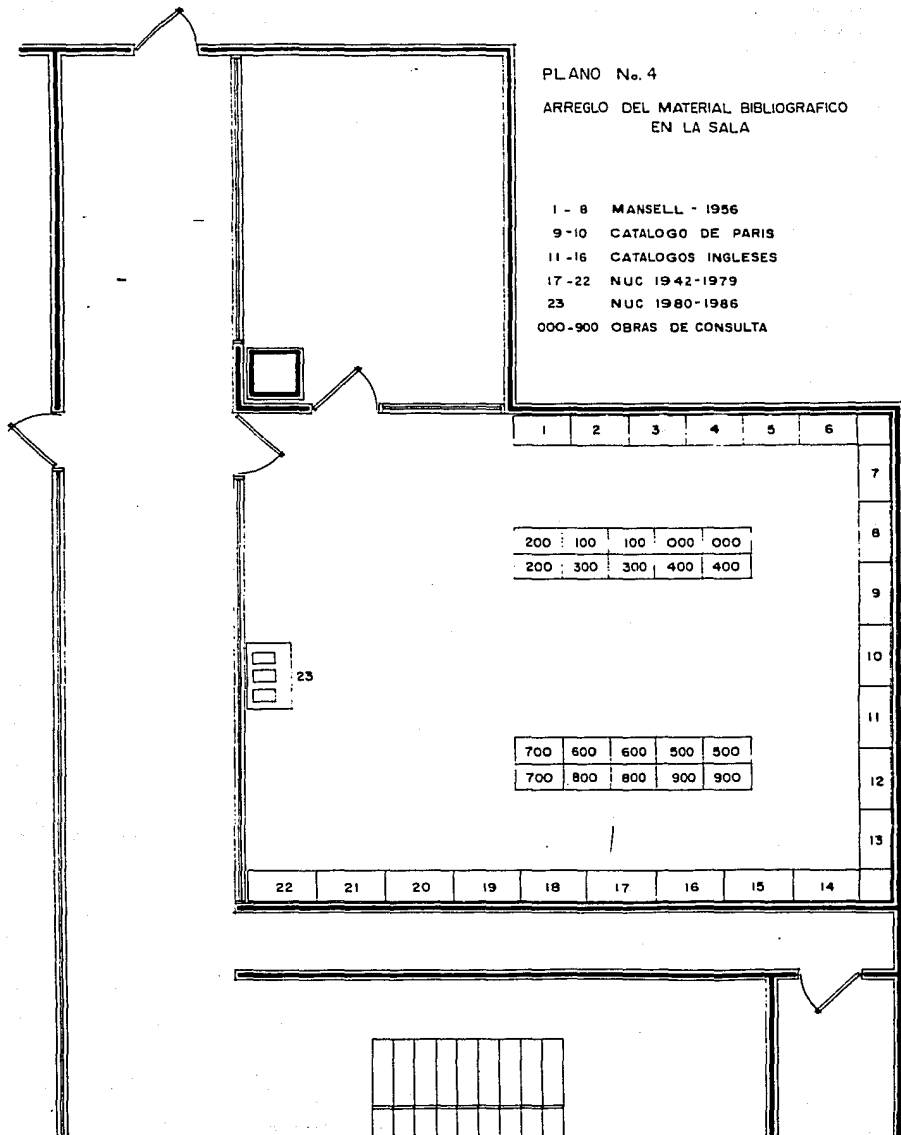 PLANO No. 4
ARREGLO DEL MATERIAL BIBLIOGRAFICO
EN LA SALA
1 - 8 MANSELL - 1956
9-10 CATALOGO DE PARIS
11-16 CATALOGOS INGLESES
17-22 NUC 1942-1979
23 NUC 1980-1986
000-900 OBRAS DE CONSULTA
1 2 3 4 5 6
7
8
9
10
11
12
13
200 100 100 000 000
200 300 300 400 400
23
700 600 600 500 500
700 800 800 900 900
22 21 20 19 18 17 16 15 14